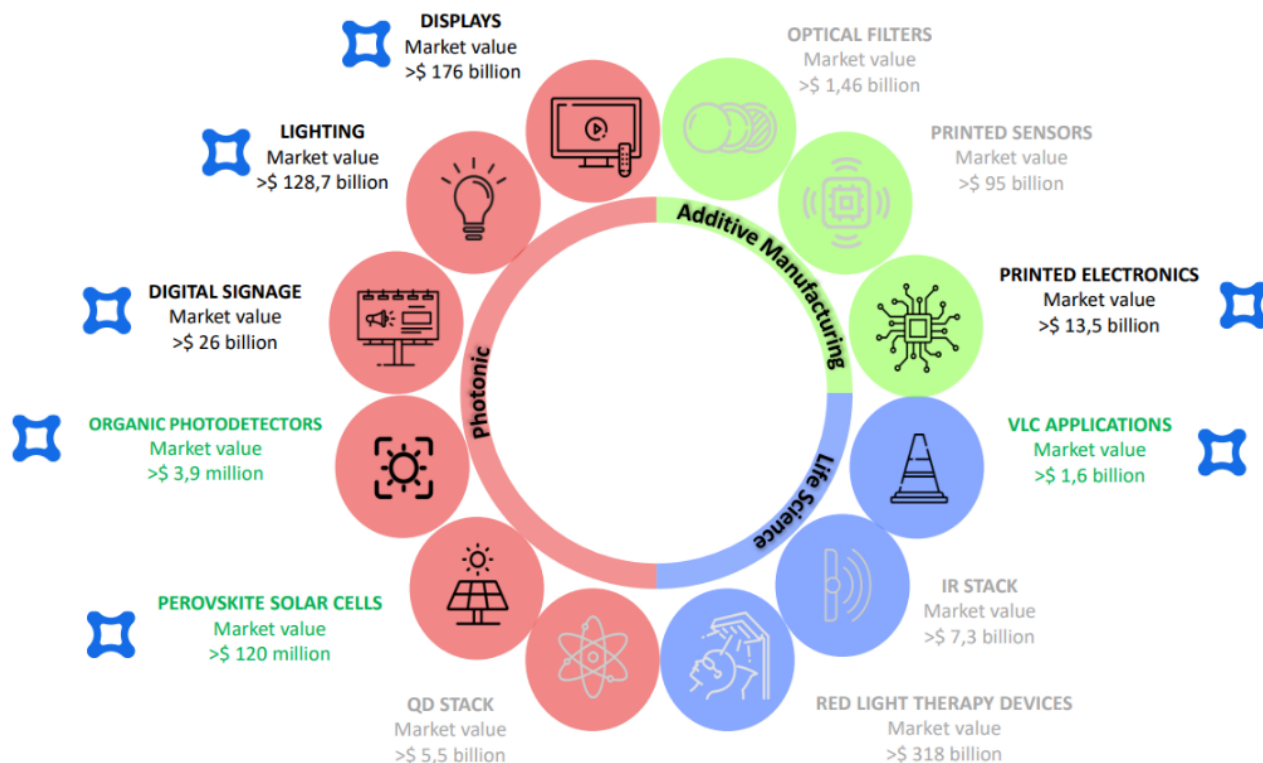 DISPLAYS
Market value
>$ 176 billion
OPTICAL FILTERS
Market value
>$ 1,46 billion
LIGHTING
Market value
>$ 128,7 billion
PRINTED SENSORS
Market value
>$ 95 billion
DIGITAL SIGNAGE
Market value
>$ 26 billion
PRINTED ELECTRONICS
Market value
>$ 13,5 billion
Additive Manufacturing
Photonic
Life Science
ORGANIC PHOTODETECTORS
Market value
>$ 3,9 million
VLC APPLICATIONS
Market value
>$ 1,6 billion
PEROVSKITE SOLAR CELLS
Market value
>$ 120 million
IR STACK
Market value
>$ 7,3 billion
QD STACK
Market value
>$ 5,5 billion
RED LIGHT THERAPY DEVICES
Market value
>$ 318 billion